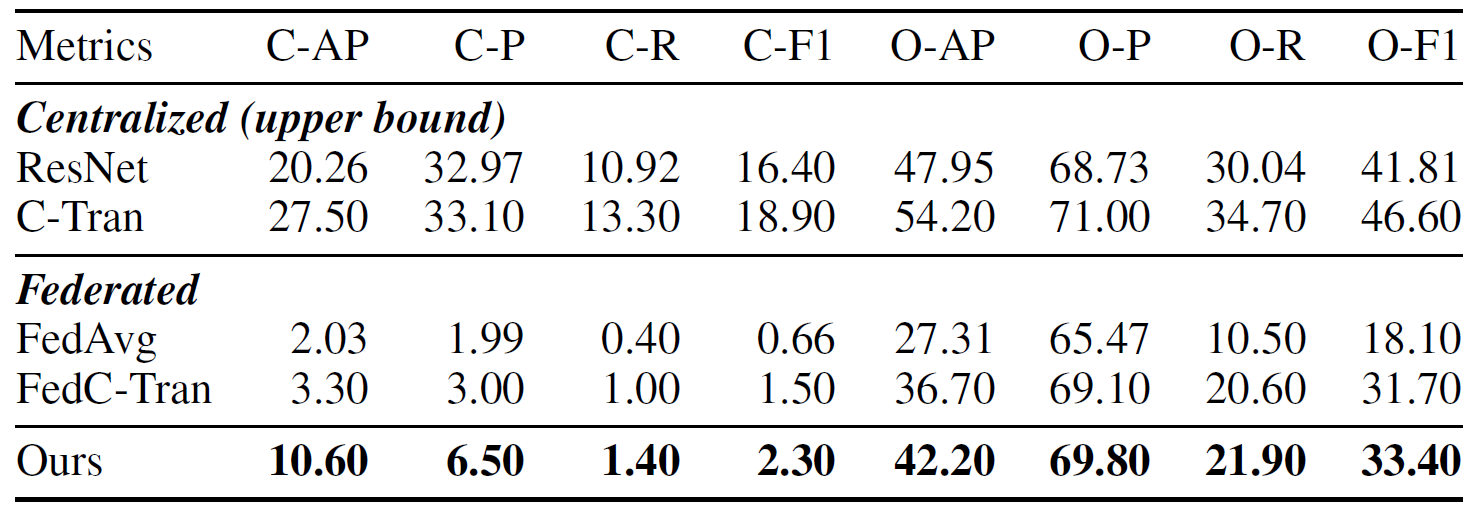 Metrics C-AP C-P C-R C-F1 O-AP O-P O-R O-F1
Centralized (upper bound)
ResNet 20.26 32.97 10.92 16.40 47.95 68.73 30.04 41.81
C-Tran 27.50 33.10 13.30 18.90 54.20 71.00 34.70 46.60
Federated
FedAvg 2.03 1.99 0.40 0.66 27.31 65.47 10.50 18.10
FedC-Tran 3.30 3.00 1.00 1.50 36.70 69.10 20.60 31.70
Ours 10.60 6.50 1.40 2.30 42.20 69.80 21.90 33.40